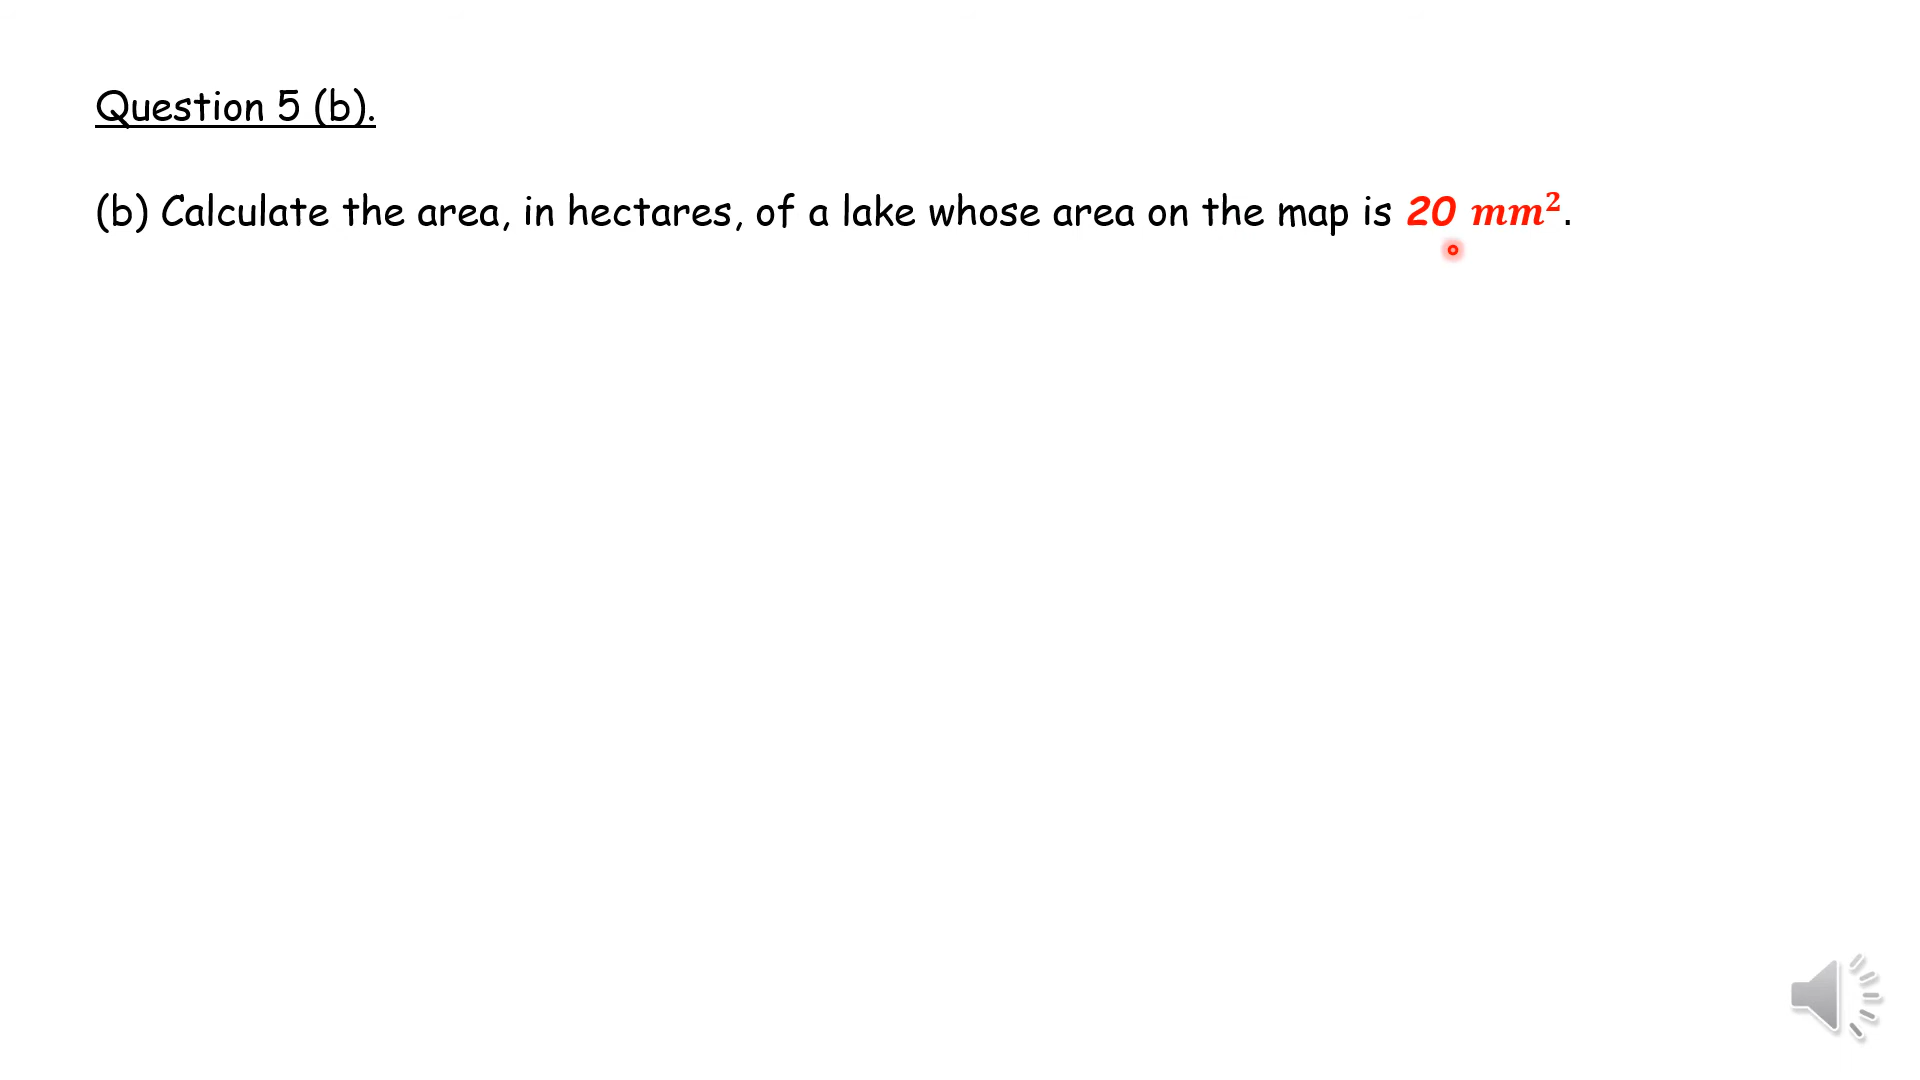 Question 5 (b).
(b) Calculate the area, in hectares, of a lake whose area on the map is 20 mm².